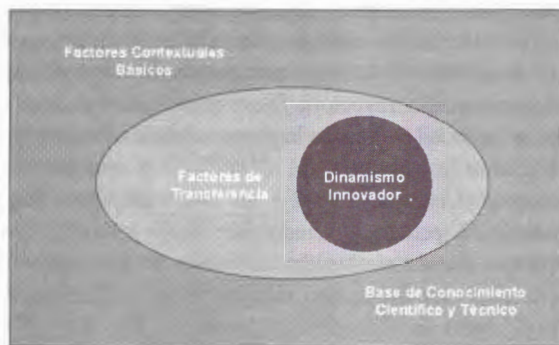 Factores Contextuales
Básicos
Factores de
Transferencia
Dinamismo
Innovador
Base de Conocimiento
Científico y Técnico